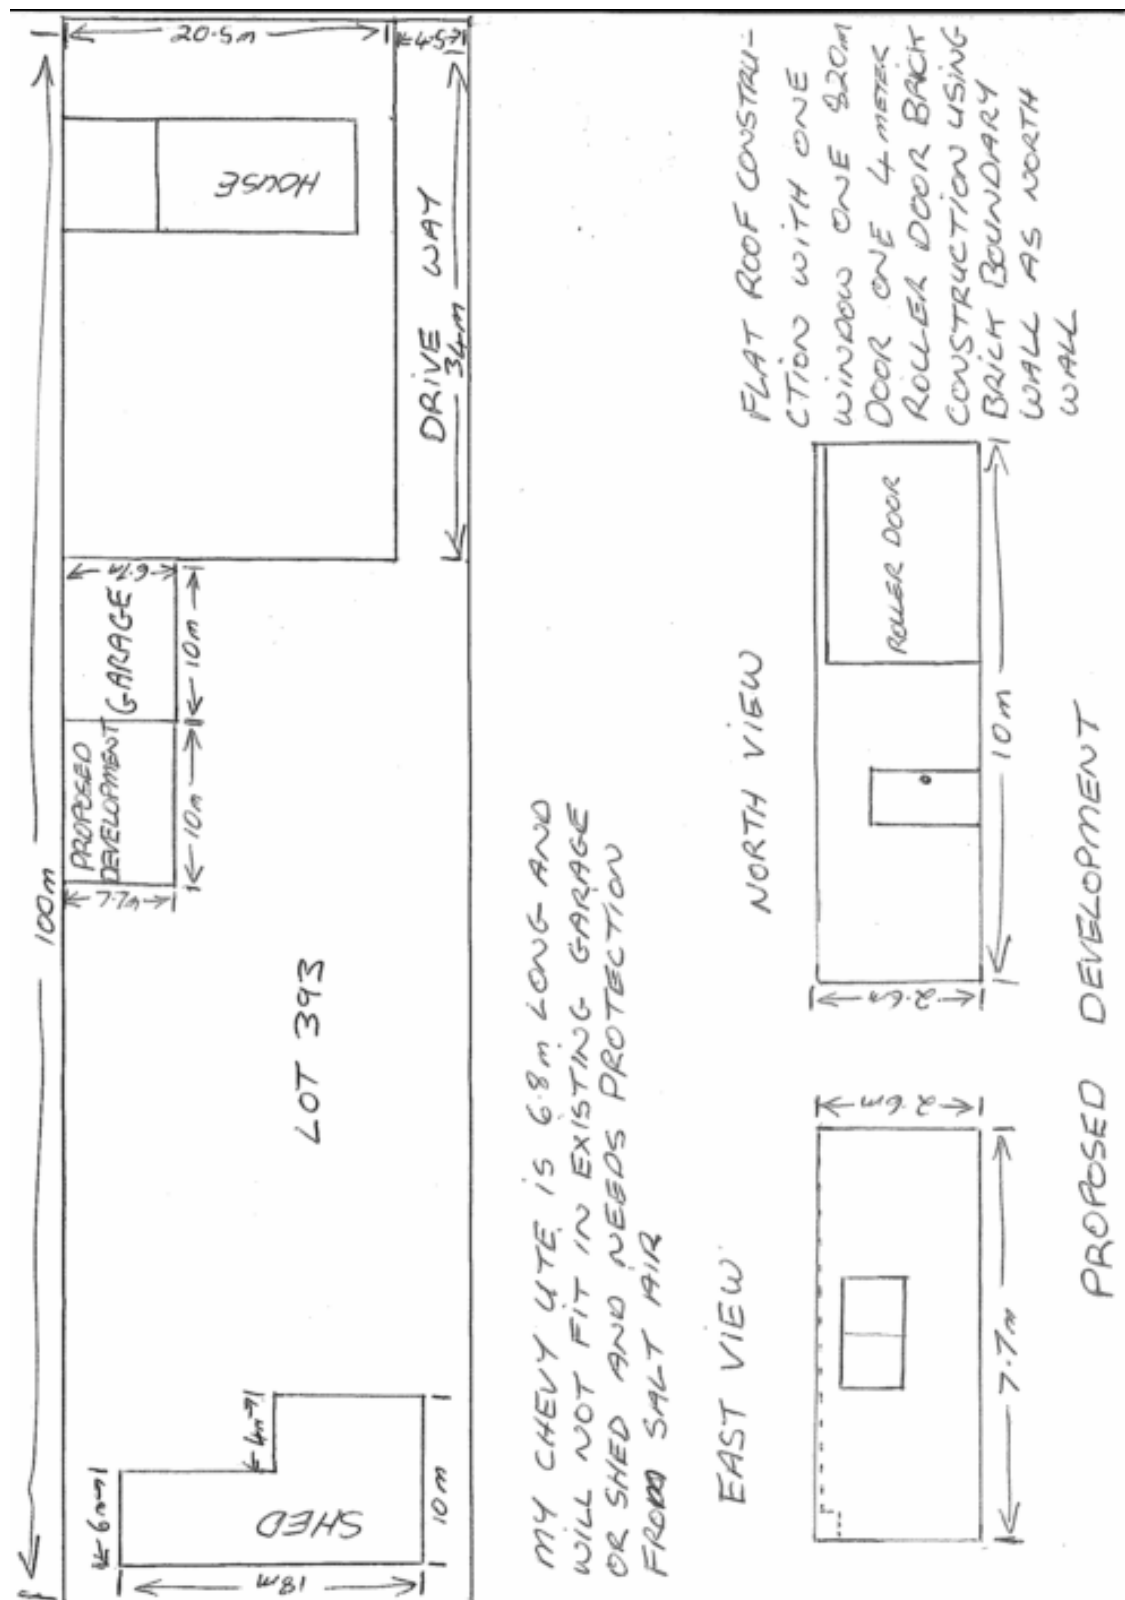 100m
20.5m
4.5
HOUSE
DRIVE WAY
34m
6.7m
GARAGE
10m
PROPOSED
DEVELOPMENT
10m
7.7m
LOT 393
4m
6m
SHED
10m
18m
MY CHEVY UTE IS 6.8m LONG AND
WILL NOT FIT IN EXISTING GARAGE
OR SHED AND NEEDS PROTECTION
FROM SALT AIR
FLAT ROOF CONSTRU-
CTION WITH ONE
WINDOW ONE 820m
DOOR ONE 4 METER
ROLLER DOOR BRICK
CONSTRUCTION USING
BRICK BOUNDARY
WALL AS NORTH
WALL
NORTH VIEW
ROLLER DOOR
10m
2.6m
EAST VIEW
2.6m
7.7m
PROPOSED DEVELOPMENT